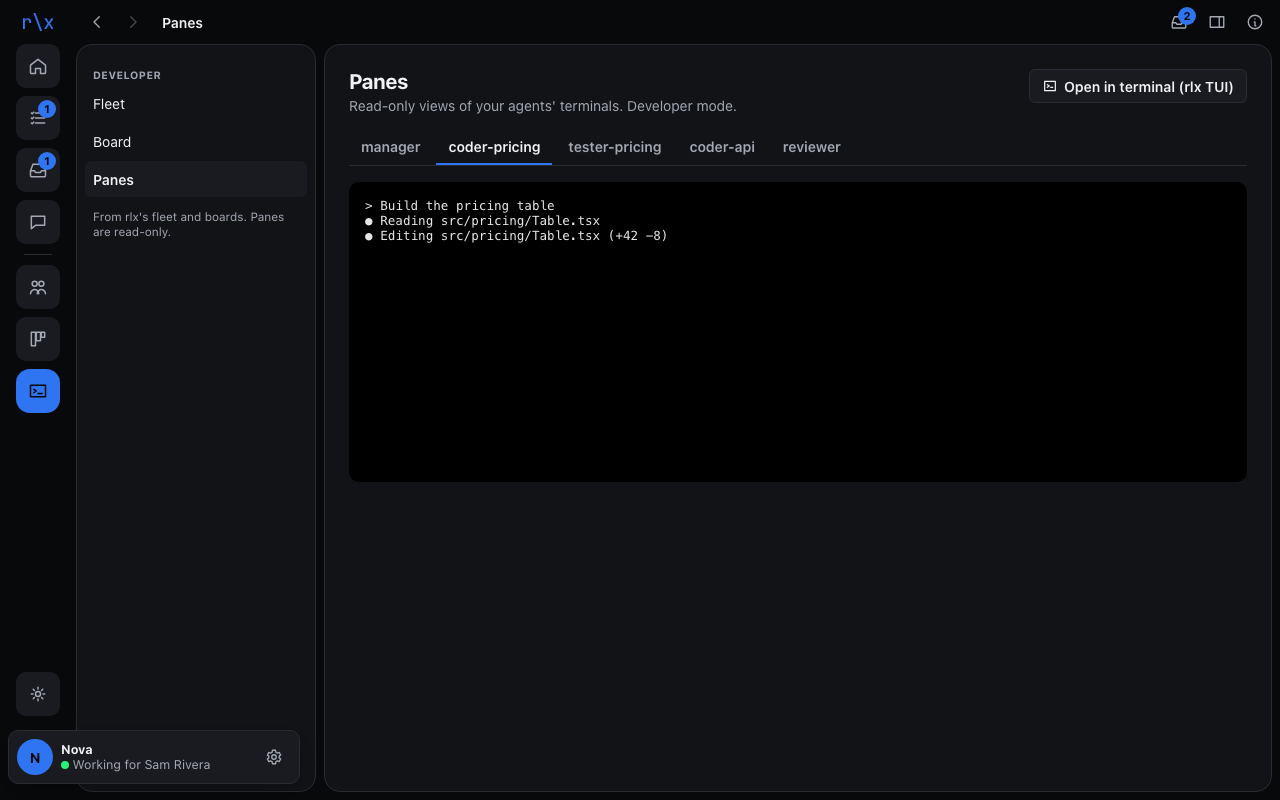 r\x
Panes
2
1
1
DEVELOPER
Fleet
Board
Panes
From rlx's fleet and boards. Panes
are read-only.
Panes
Read-only views of your agents' terminals. Developer mode.
Open in terminal (rlx TUI)
manager
coder-pricing
tester-pricing
coder-api
reviewer
> Build the pricing table
● Reading src/pricing/Table.tsx
● Editing src/pricing/Table.tsx (+42 −8)
N
Nova
Working for Sam Rivera